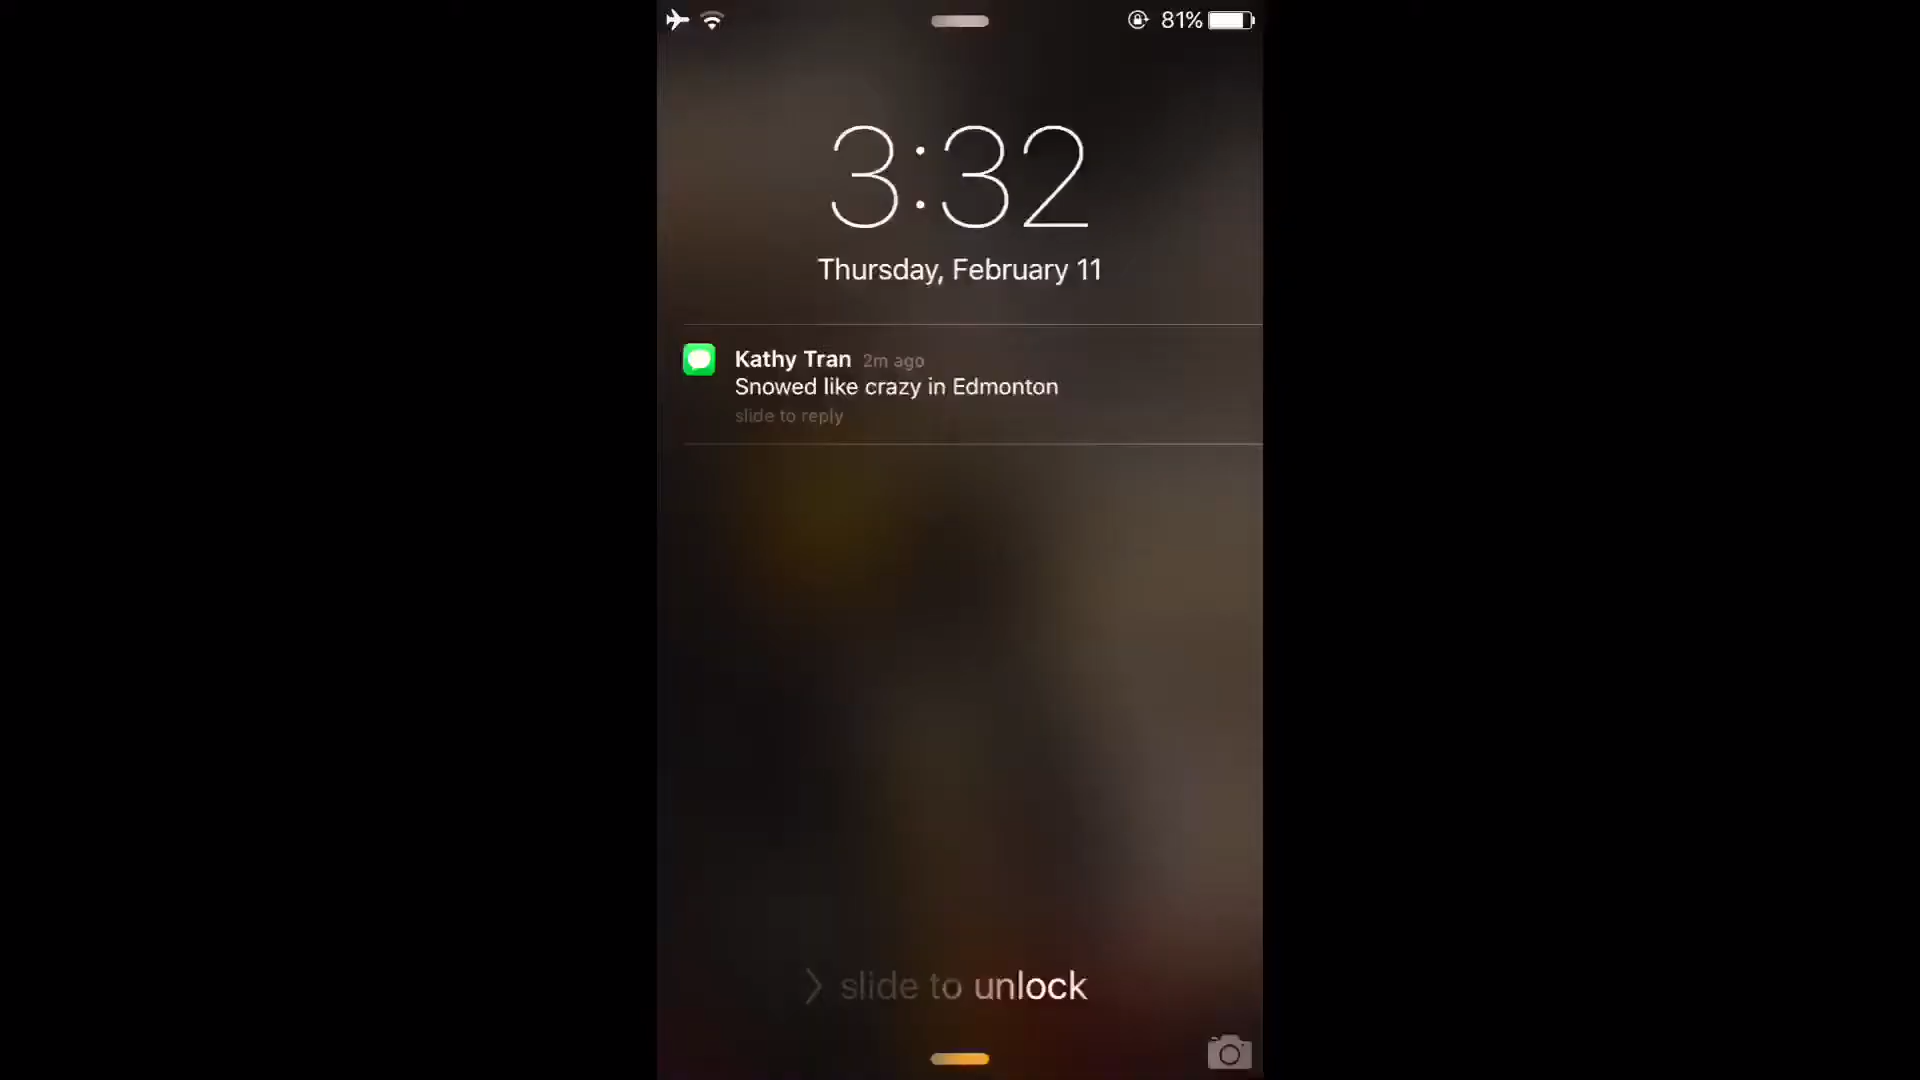 81%
3:32
Thursday, February 11
Kathy Tran 2m ago
Snowed like crazy in Edmonton
slide to reply
slide to unlock